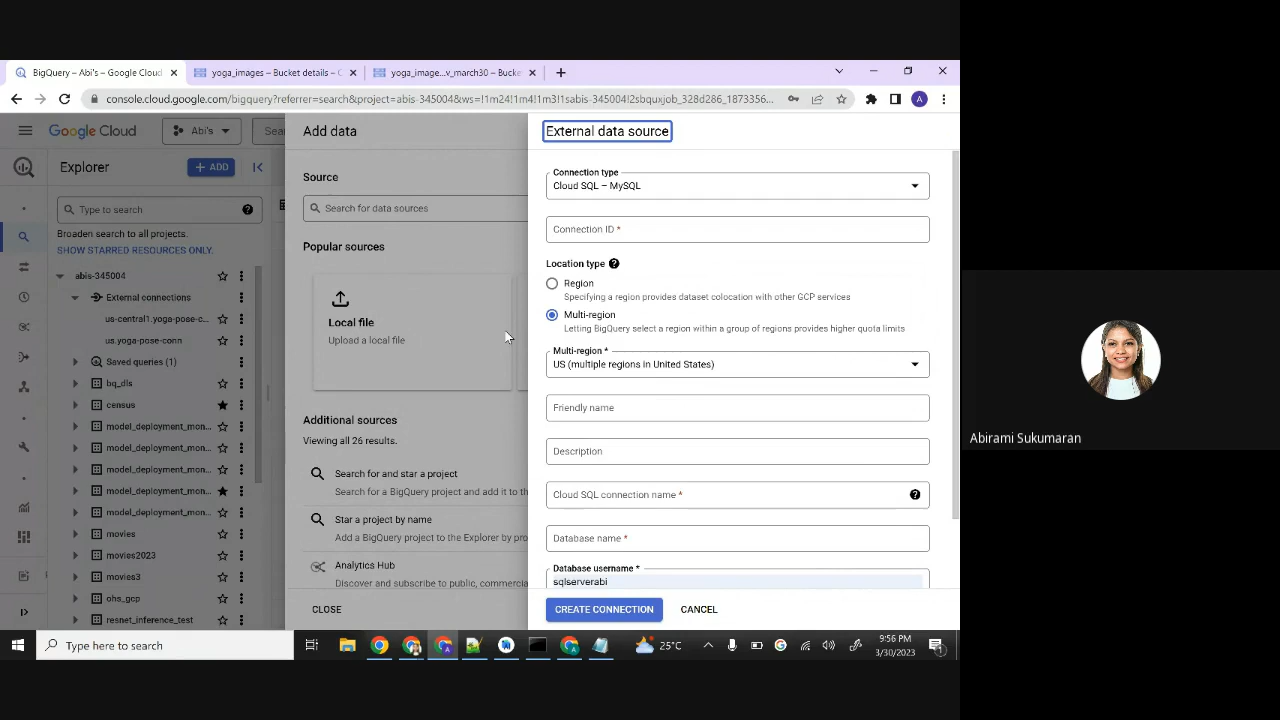 BigQuery – Abi's – Google Cloud
yoga_images – Bucket details – C
yoga_image...v_march30 – Bucke
console.cloud.google.com/bigquery?referrer=search&project=abis-345004&ws=!1m24!1m4!1m3!1sabis-345004!2sbquxjob_328d286_1873356...
A
Google Cloud
Abi's
Sea
Add data
External data source
Explorer
+ ADD
Type to search
Broaden search to all projects.
SHOW STARRED RESOURCES ONLY.
abis-345004
External connections
us-central1.yoga-pose-c...
us.yoga-pose-conn
Saved queries (1)
bq_dls
census
model_deployment_mon...
model_deployment_mon...
model_deployment_mon...
model_deployment_mon...
model_deployment_mon...
movies
movies2023
movies3
ohs_gcp
resnet_inference_test
Source
Search for data sources
Popular sources
Local file
Upload a local file
Additional sources
Viewing all 26 results.
Search for and star a project
Search for a BigQuery project and add it to th
Star a project by name
Add a BigQuery project to the Explorer by pro
Analytics Hub
Discover and subscribe to public, commercia
CLOSE
Connection type
Cloud SQL – MySQL
Connection ID *
Location type
Region
Specifying a region provides dataset colocation with other GCP services
Multi-region
Letting BigQuery select a region within a group of regions provides higher quota limits
Multi-region *
US (multiple regions in United States)
Friendly name
Description
Cloud SQL connection name *
Database name *
Database username *
sqlserverabi
CREATE CONNECTION
CANCEL
Abirami Sukumaran
Type here to search
25°C
9:56 PM
3/30/2023
1